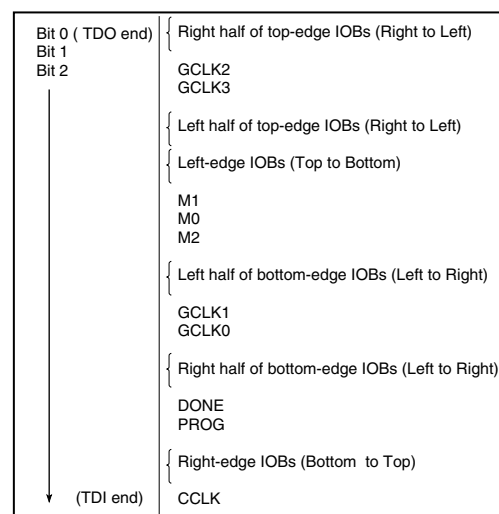 Bit 0 ( TDO end)
Bit 1
Bit 2
Right half of top-edge IOBs (Right to Left)
GCLK2
GCLK3
Left half of top-edge IOBs (Right to Left)
Left-edge IOBs (Top to Bottom)
M1
M0
M2
Left half of bottom-edge IOBs (Left to Right)
GCLK1
GCLK0
Right half of bottom-edge IOBs (Left to Right)
DONE
PROG
Right-edge IOBs (Bottom to Top)
(TDI end)
CCLK